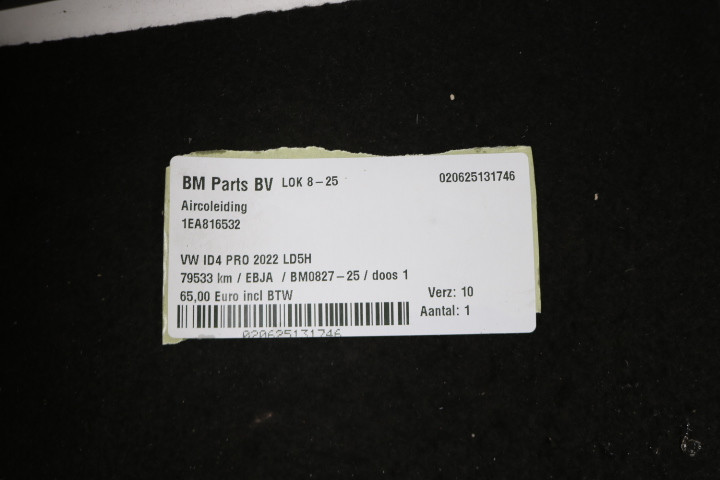 BM Parts BV LOK 8-25 020625131746
Aircoleiding
1EA816532
VW ID4 PRO 2022 LD5H
79533 km / EBJA / BM0827-25 / doos 1
65,00 Euro incl BTW Verz: 10
Aantal: 1
020625131746